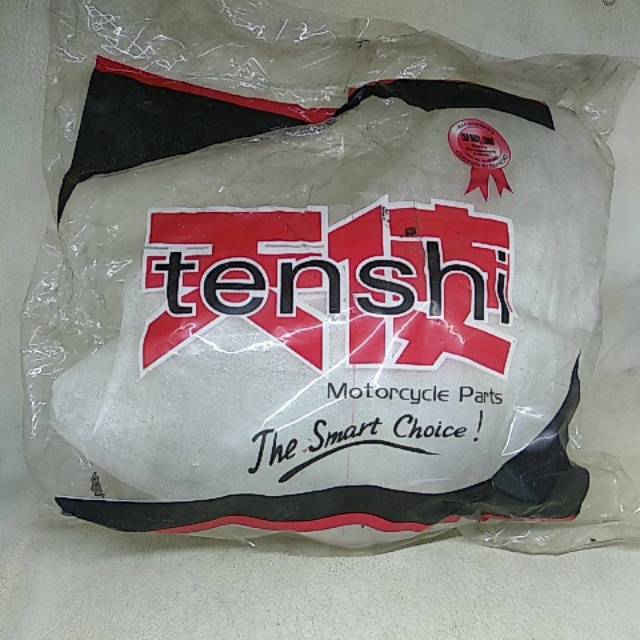 天使
tenshi
Motorcycle Parts
The Smart Choice!